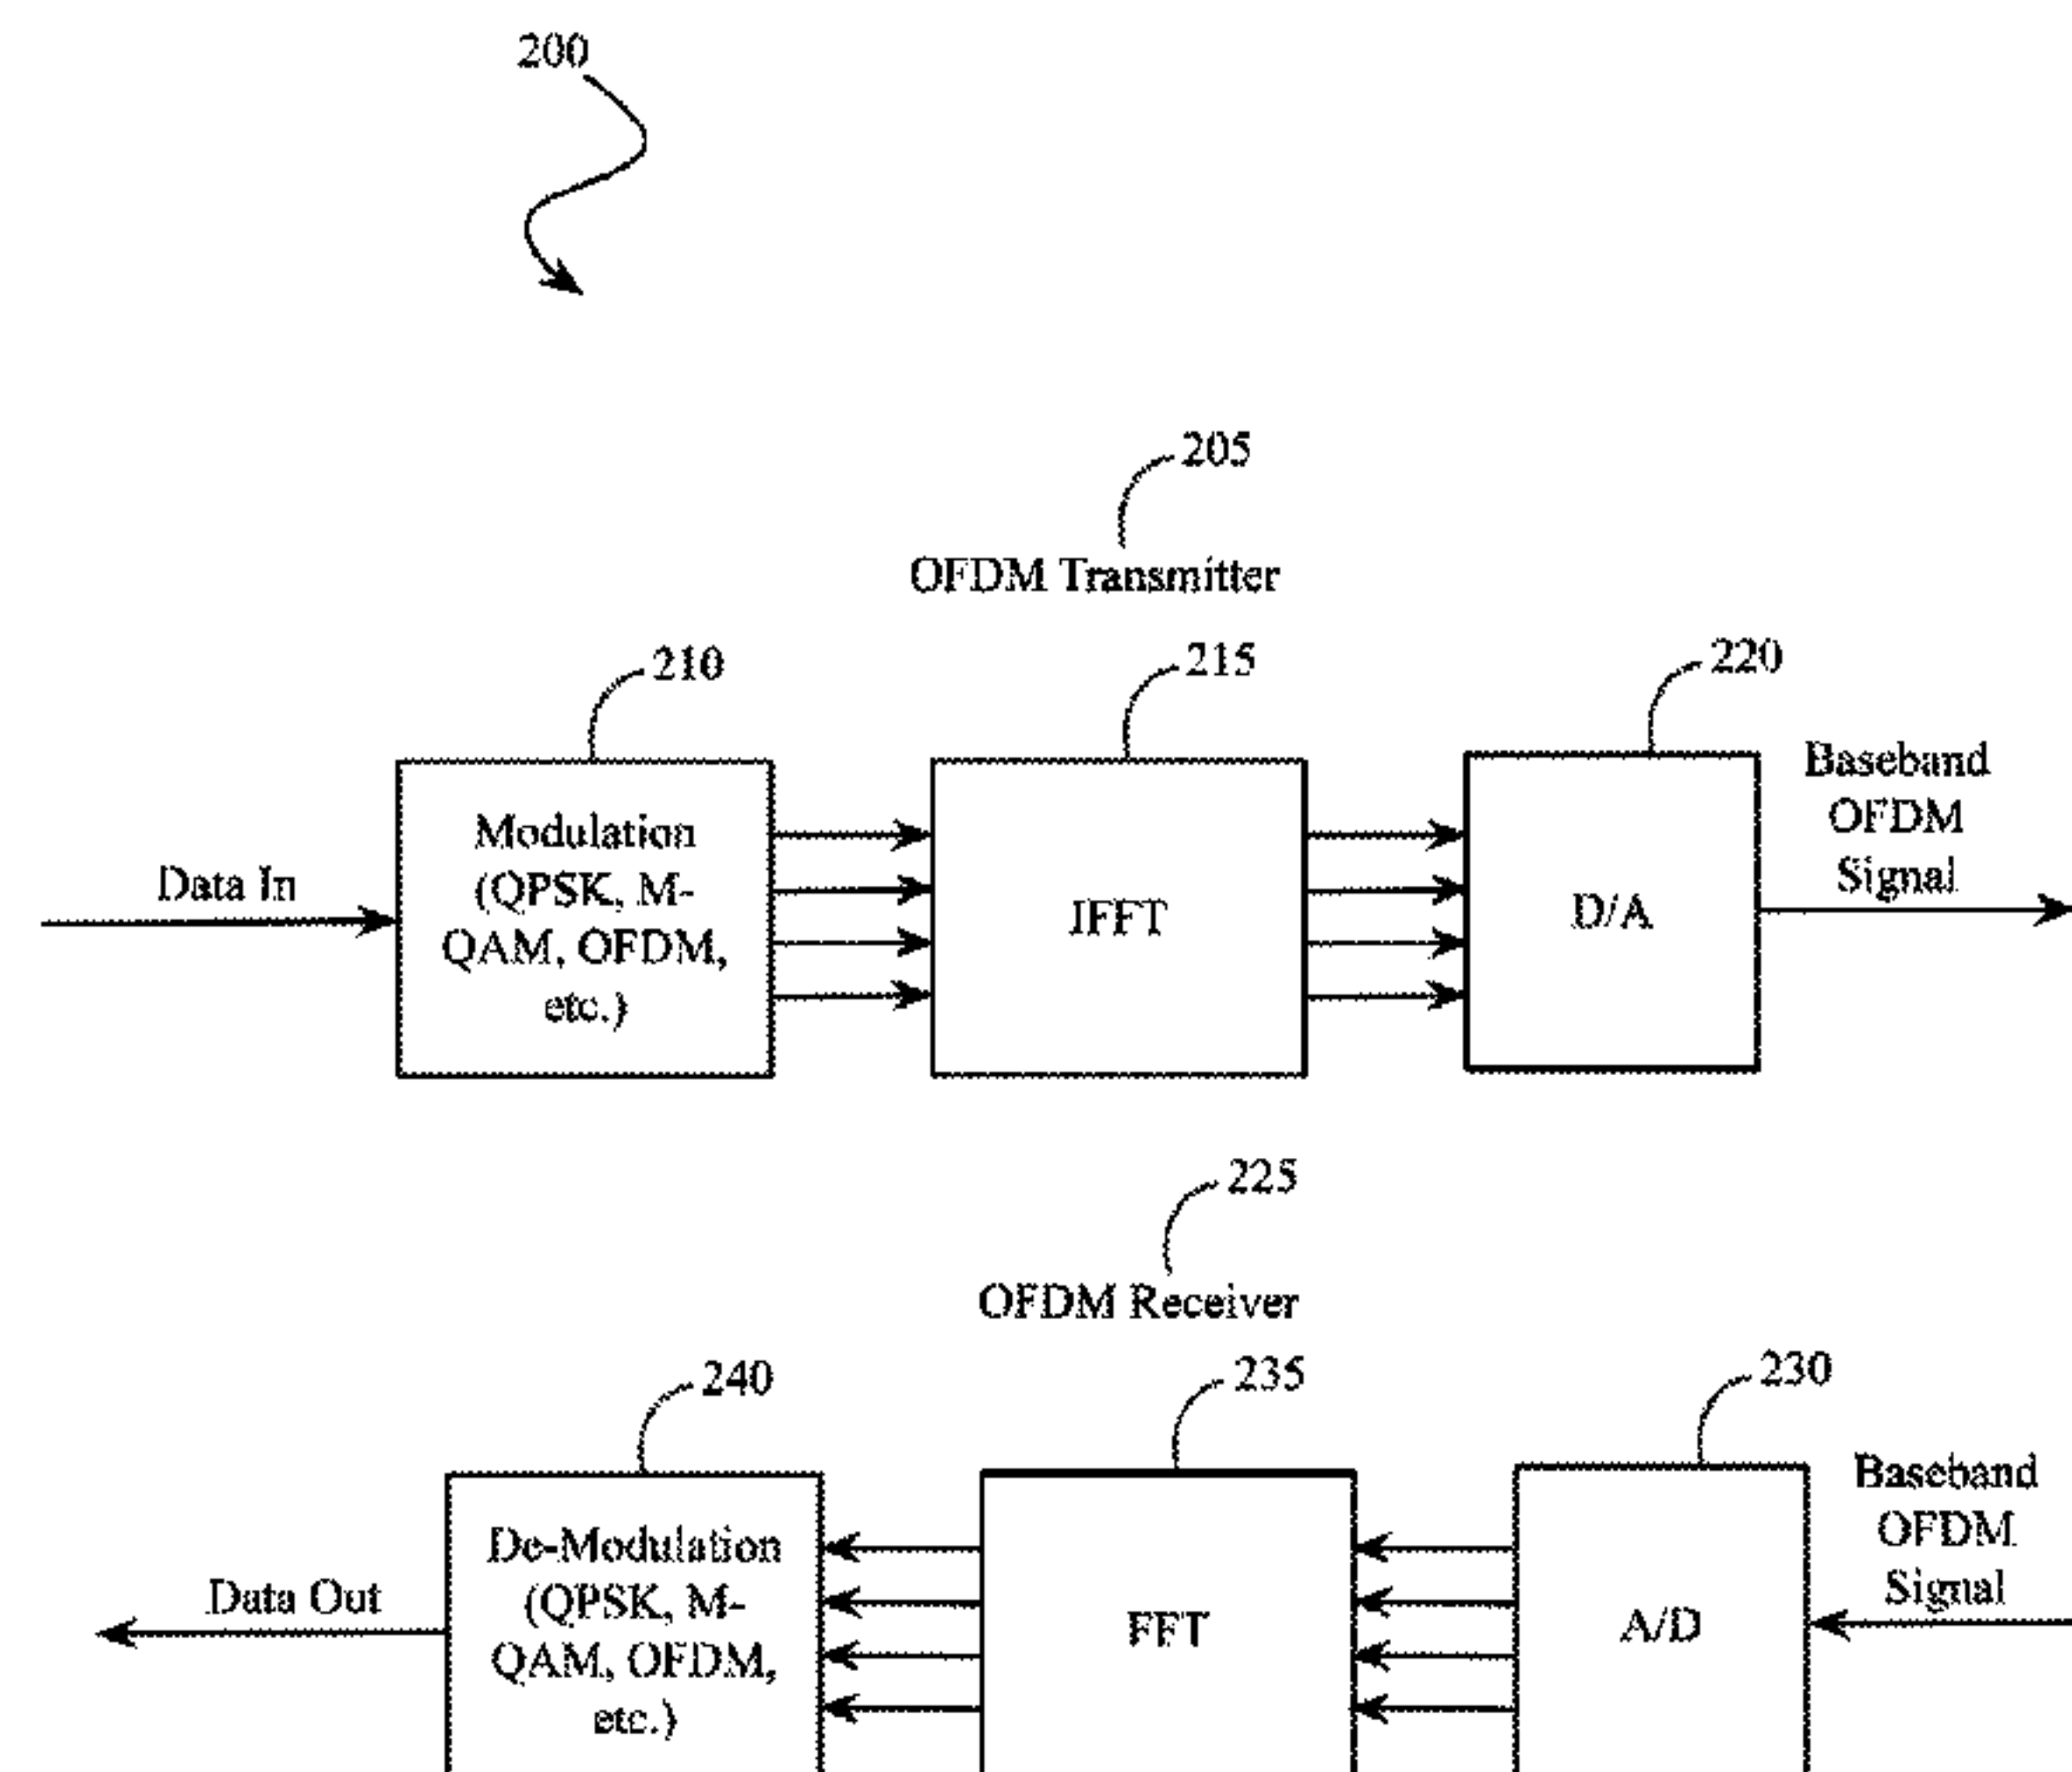 200
205
OFDM Transmitter
210
215
220
Data In
Modulation
(QPSK, M-
QAM, OFDM,
etc.)
IFFT
D/A
Baseband
OFDM
Signal
225
OFDM Receiver
240
235
230
Data Out
De-Modulation
(QPSK, M-
QAM, OFDM,
etc.)
FFT
A/D
Baseband
OFDM
Signal